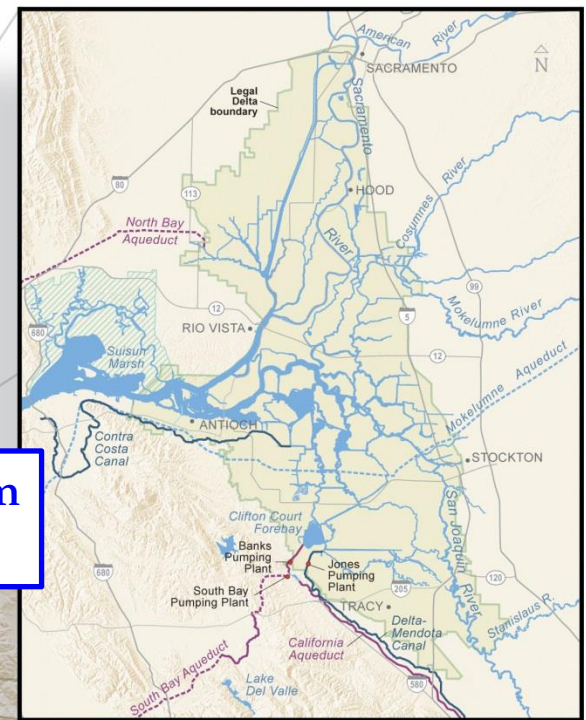 American
River
SACRAMENTO
N
Legal
Delta
boundary
Sacramento
River
80
113
HOOD
Cosumnes
River
North Bay
Aqueduct
99
Mokelumne River
12
5
680
RIO VISTA
Suisun
Marsh
12
Mokelumne Aqueduct
ANTIOCH
STOCKTON
Contra
Costa
Canal
m
Clifton Court
Forebay
San Joaquin
River
Banks
Pumping
Plant
Jones
Pumping
Plant
680
South Bay
Pumping Plant
205
120
TRACY
Stanislaus R.
Delta-
Mendota
Canal
California
Aqueduct
South Bay Aqueduct
Lake
Del Valle
580